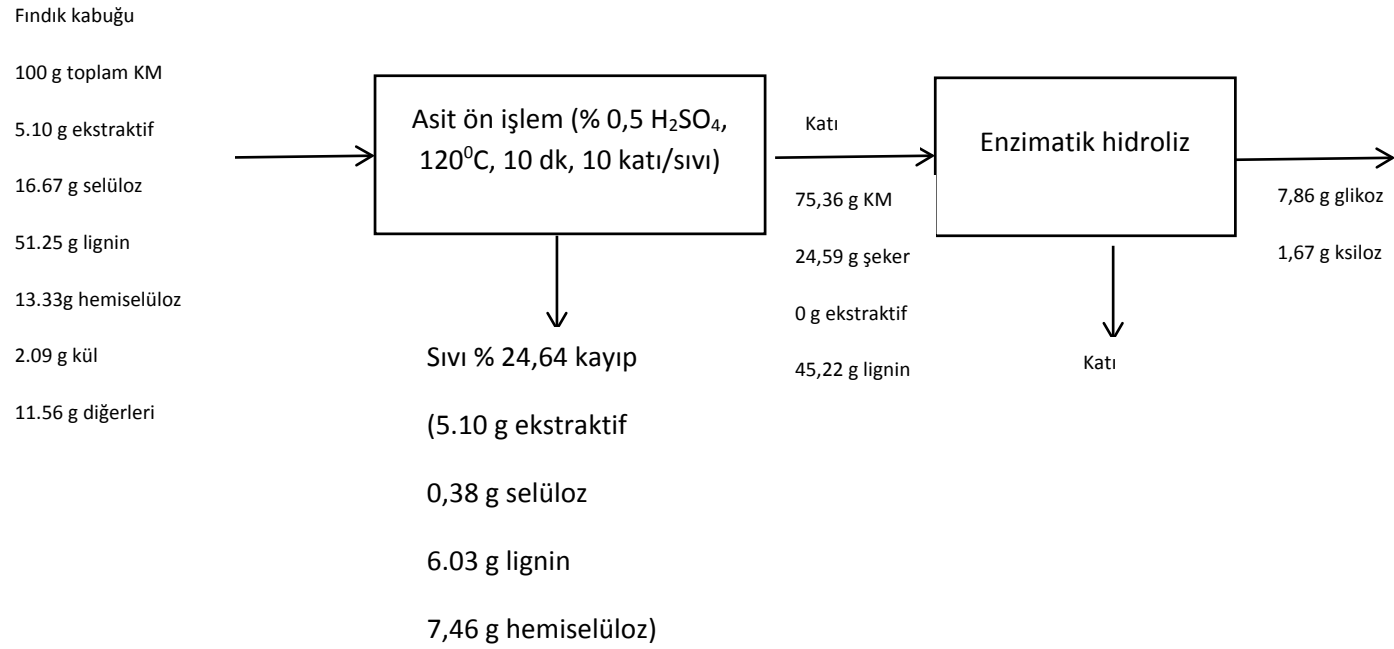 Fındık kabuğu
100 g toplam KM
5.10 g ekstraktif
16.67 g selüloz
51.25 g lignin
13.33g hemiselüloz
2.09 g kül
11.56 g diğerleri
Asit ön işlem (% 0,5 H₂SO₄,
120⁰C, 10 dk, 10 katı/sıvı)
Sıvı % 24,64 kayıp
(5.10 g ekstraktif
0,38 g selüloz
6.03 g lignin
7,46 g hemiselüloz)
Katı
75,36 g KM
24,59 g şeker
0 g ekstraktif
45,22 g lignin
Enzimatik hidroliz
Katı
7,86 g glikoz
1,67 g ksiloz